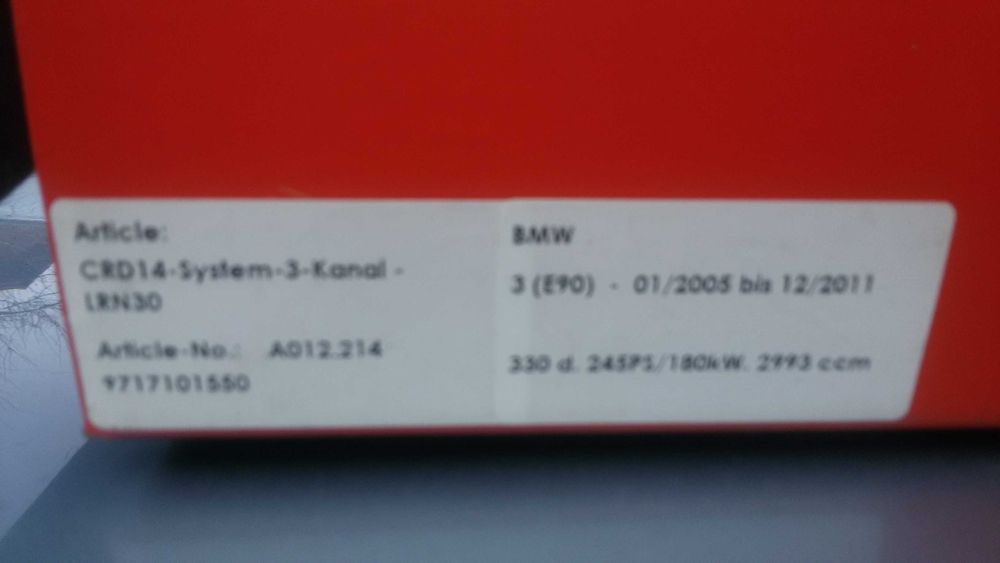 Article:
CRD14-System-3-Kanal -
LRN30
Article-No.: A012.214
9717101550
BMW
3 (E90) - 01/2005 bis 12/2011
330 d. 245PS/180kW. 2993 ccm